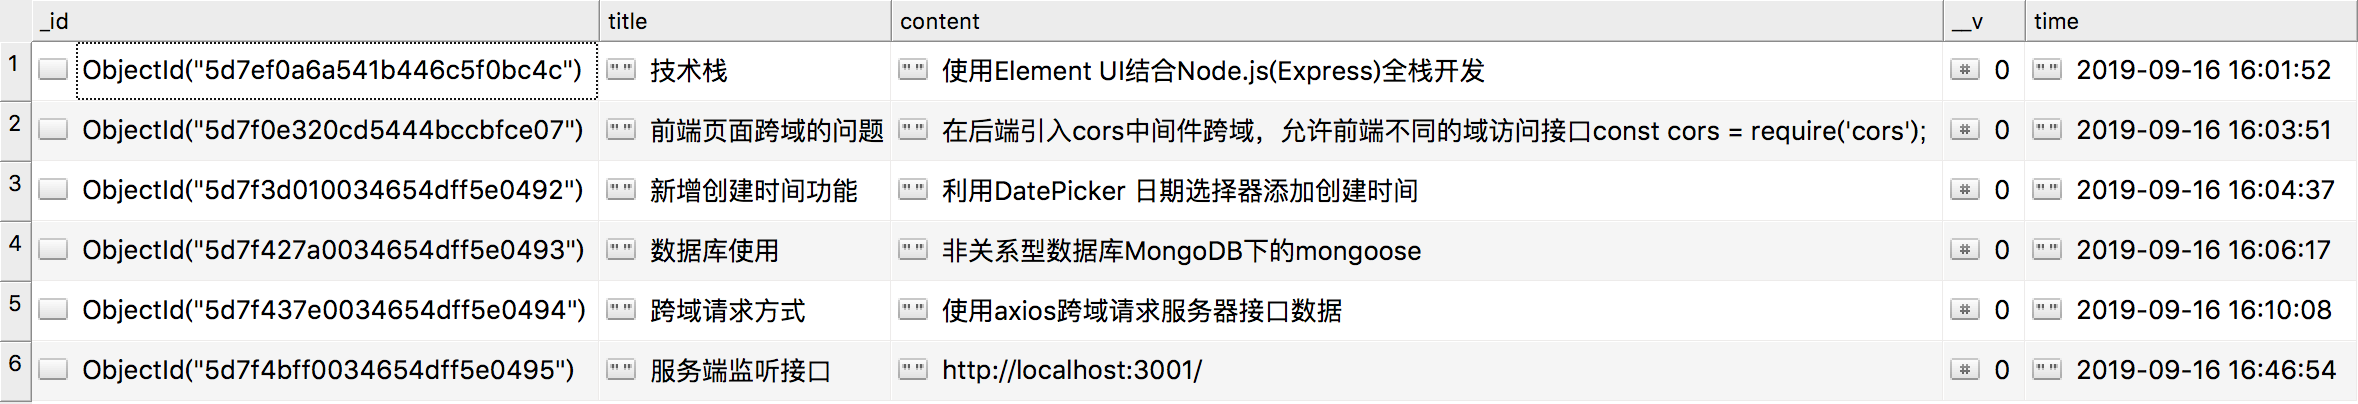 _id title content __v time
1 ObjectId("5d7ef0a6a541b446c5f0bc4c") "" 技术栈 "" 使用Element UI结合Node.js(Express)全栈开发 # 0 "" 2019-09-16 16:01:52
2 ObjectId("5d7f0e320cd5444bccbfce07") "" 前端页面跨域的问题 "" 在后端引入cors中间件跨域，允许前端不同的域访问接口const cors = require('cors'); # 0 "" 2019-09-16 16:03:51
3 ObjectId("5d7f3d010034654dff5e0492") "" 新增创建时间功能 "" 利用DatePicker 日期选择器添加创建时间 # 0 "" 2019-09-16 16:04:37
4 ObjectId("5d7f427a0034654dff5e0493") "" 数据库使用 "" 非关系型数据库MongoDB下的mongoose # 0 "" 2019-09-16 16:06:17
5 ObjectId("5d7f437e0034654dff5e0494") "" 跨域请求方式 "" 使用axios跨域请求服务器接口数据 # 0 "" 2019-09-16 16:10:08
6 ObjectId("5d7f4bff0034654dff5e0495") "" 服务端监听接口 "" http://localhost:3001/ # 0 "" 2019-09-16 16:46:54